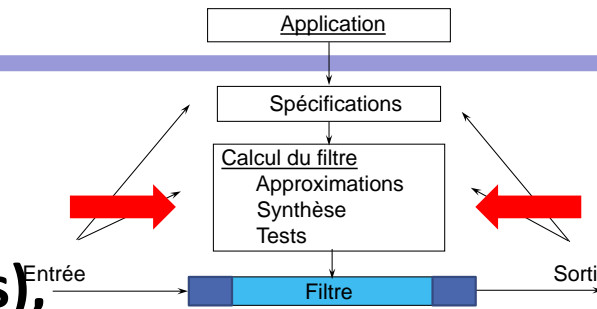 Application
Spécifications
Calcul du filtre
Approximations
Synthèse
Tests
Entrée
Sorti
s),
Filtre